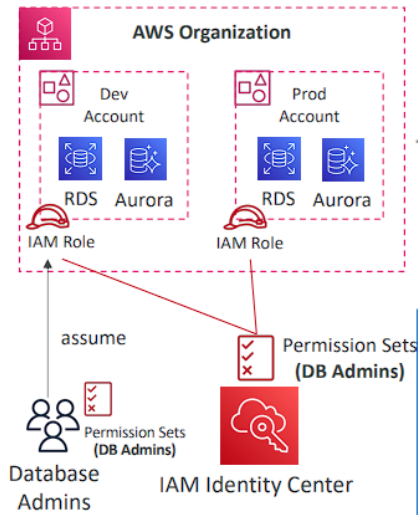 AWS Organization
Dev
Account
Prod
Account
RDS
Aurora
RDS
Aurora
IAM Role
IAM Role
assume
Permission Sets
(DB Admins)
Permission Sets
(DB Admins)
Database
Admins
IAM Identity Center